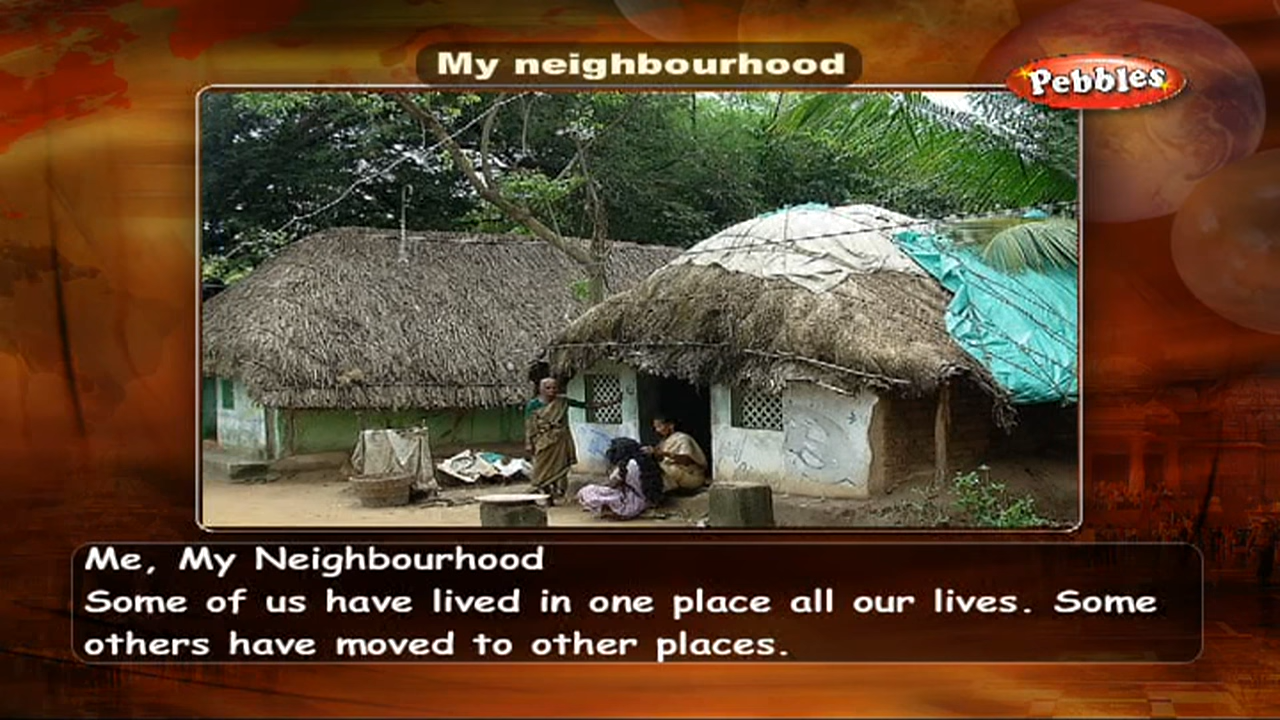 My neighbourhood
Pebbles
Me, My Neighbourhood
Some of us have lived in one place all our lives. Some
others have moved to other places.